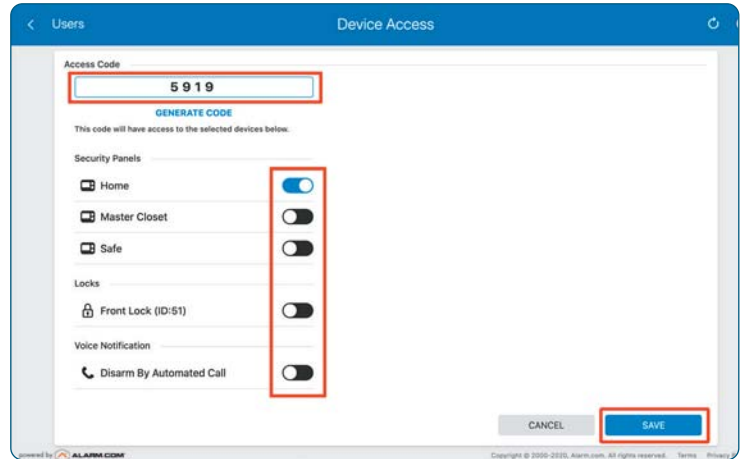 Users
Device Access
Access Code
5919
GENERATE CODE
This code will have access to the selected devices below.
Security Panels
Home
Master Closet
Safe
Locks
Front Lock (ID:51)
Voice Notification
Disarm By Automated Call
CANCEL
SAVE
powered by ALARM.COM
Copyright © 2000-2020, Alarm.com. All rights reserved. Terms Privacy